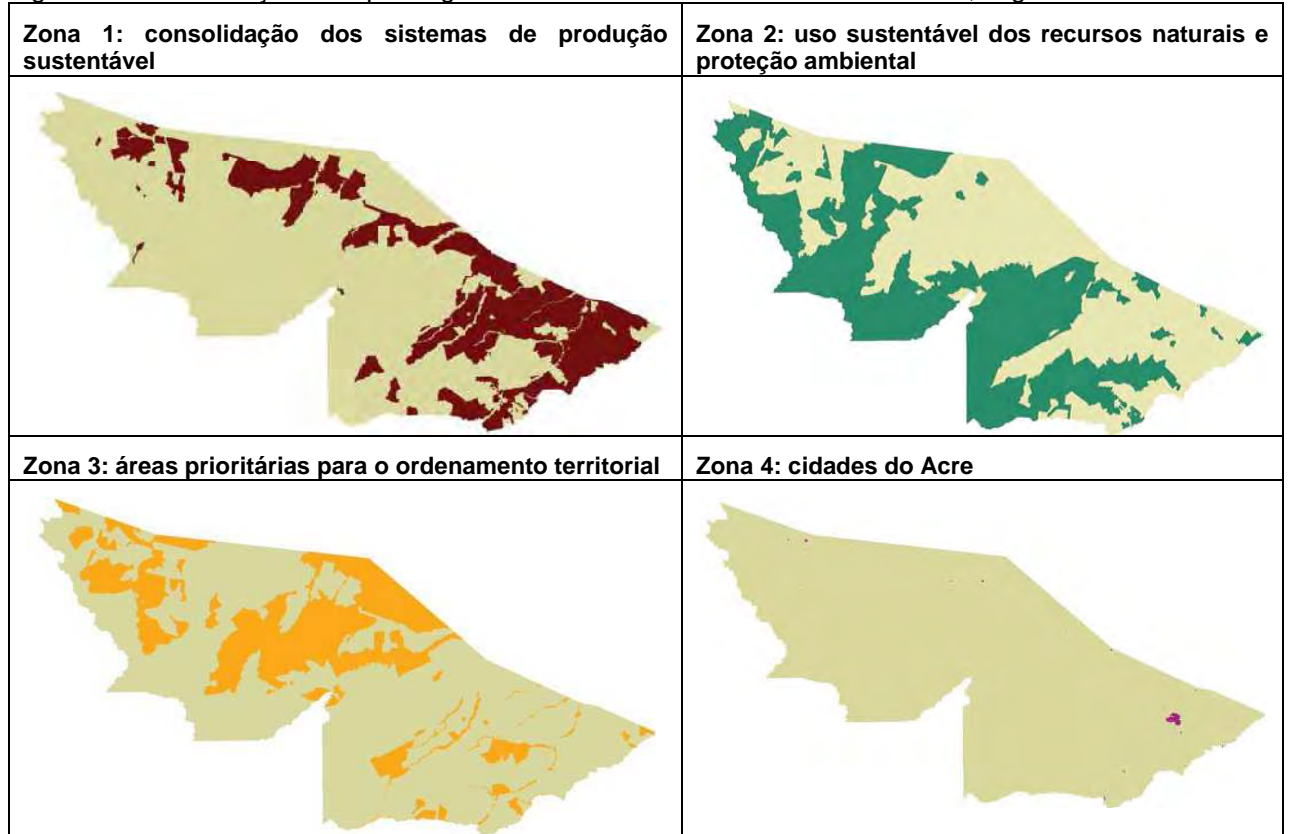 Zona 1: consolidação dos sistemas de produção
sustentável
Zona 2: uso sustentável dos recursos naturais e
proteção ambiental
Zona 3: áreas prioritárias para o ordenamento territorial
Zona 4: cidades do Acre